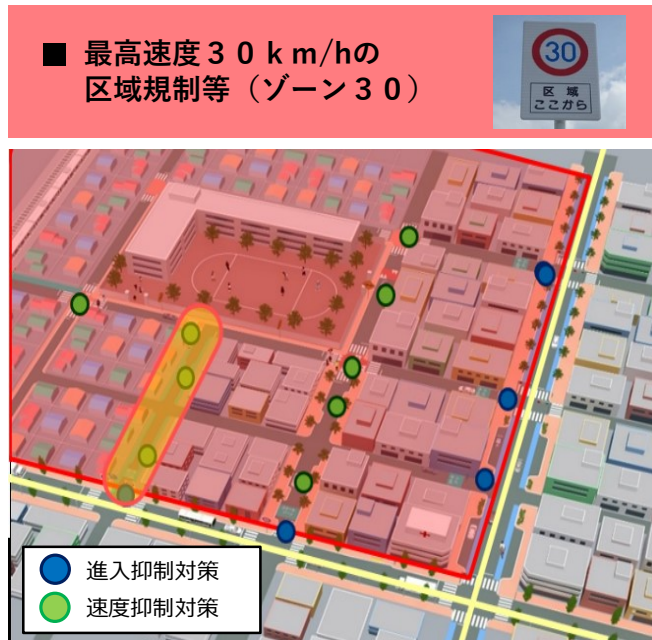 ■ 最高速度３０ｋｍ/hの
区域規制等（ゾーン３０）
30
区域
ここから
進入抑制対策
速度抑制対策